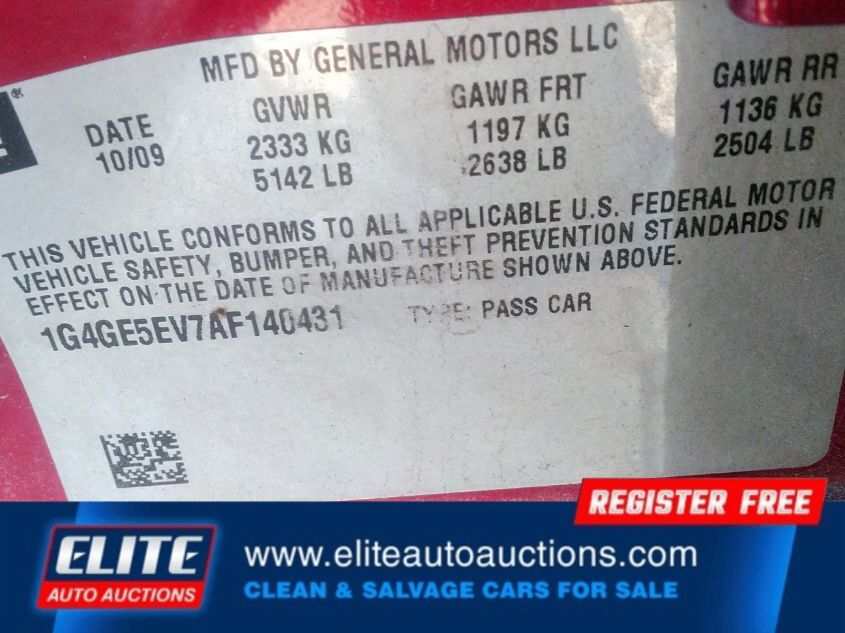 MFD BY GENERAL MOTORS LLC
DATE GVWR GAWR FRT GAWR RR
10/09 2333 KG 1197 KG 1136 KG
5142 LB 2638 LB 2504 LB
THIS VEHICLE CONFORMS TO ALL APPLICABLE U.S. FEDERAL MOTOR
VEHICLE SAFETY, BUMPER, AND THEFT PREVENTION STANDARDS IN
EFFECT ON THE DATE OF MANUFACTURE SHOWN ABOVE.
1G4GE5EV7AF140431 TYPE: PASS CAR
REGISTER FREE
ELITE
AUTO AUCTIONS
www.eliteautoauctions.com
CLEAN & SALVAGE CARS FOR SALE